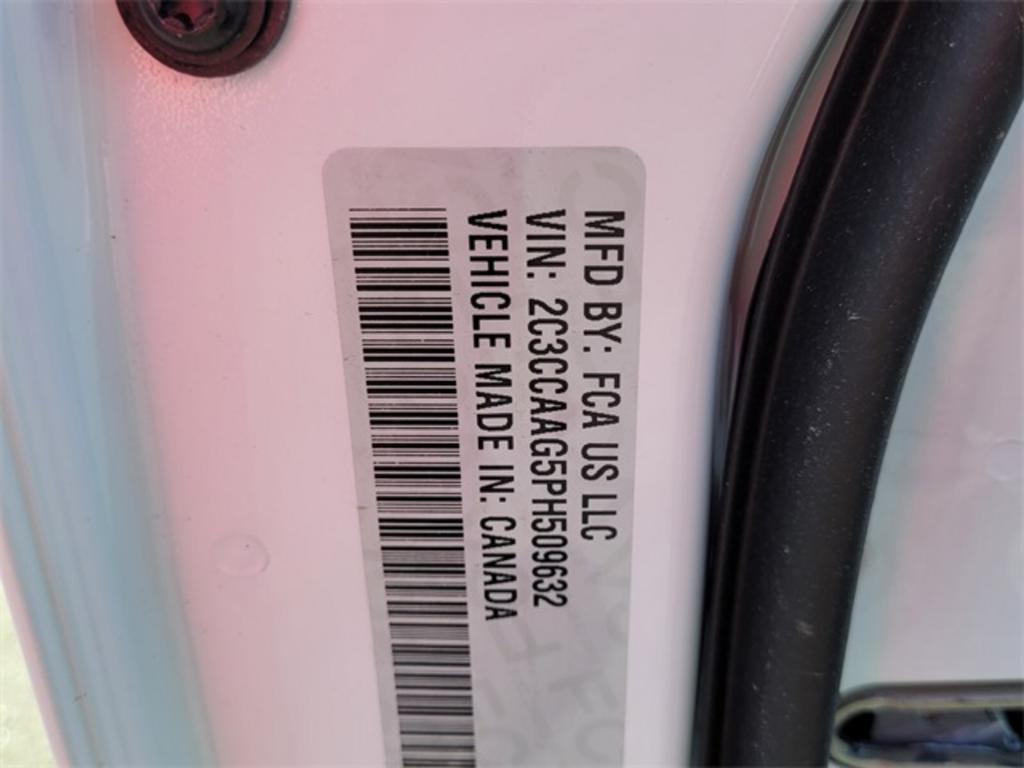 MFD BY: FCA US LLC
VIN: 2C3CCAAG5PH509632
VEHICLE MADE IN: CANADA